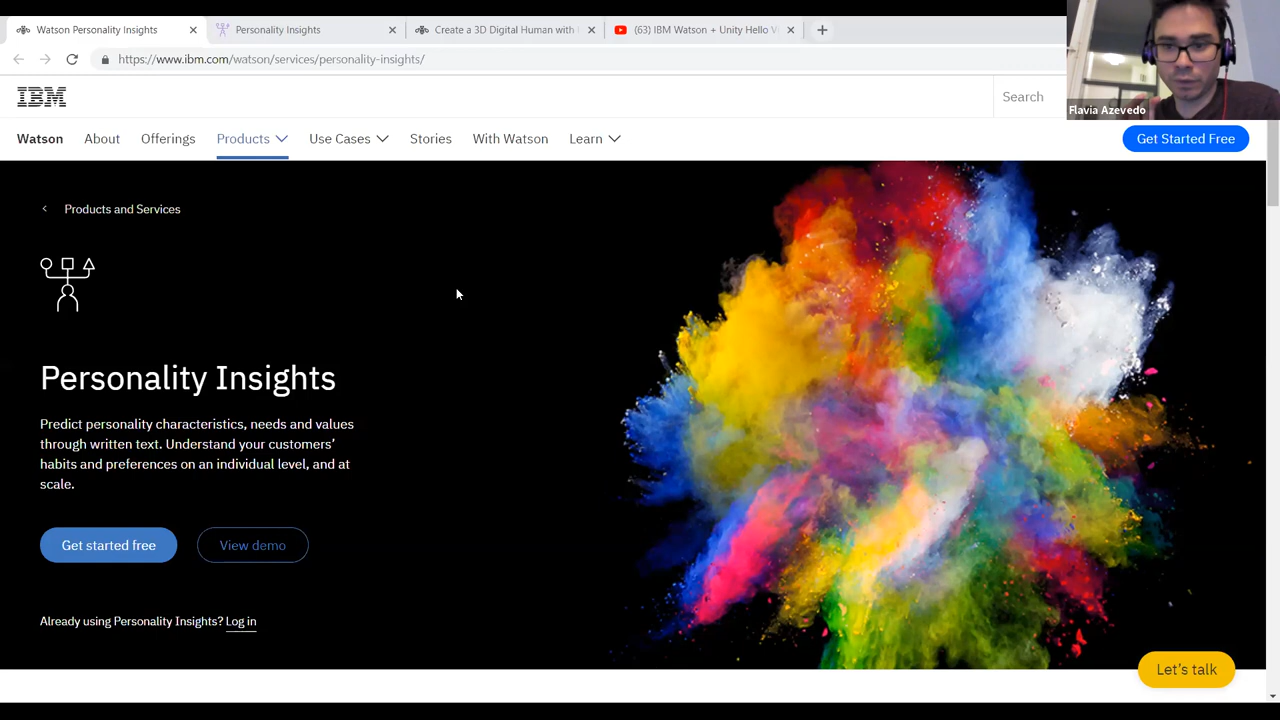 Watson Personality Insights
Personality Insights
Create a 3D Digital Human with
(63) IBM Watson + Unity Hello V
https://www.ibm.com/watson/services/personality-insights/
IBM
Search
Flavia Azevedo
Watson About Offerings Products Use Cases Stories With Watson Learn Get Started Free
Products and Services
Personality Insights
Predict personality characteristics, needs and values
through written text. Understand your customers’
habits and preferences on an individual level, and at
scale.
Get started free View demo
Already using Personality Insights? Log in
Let’s talk